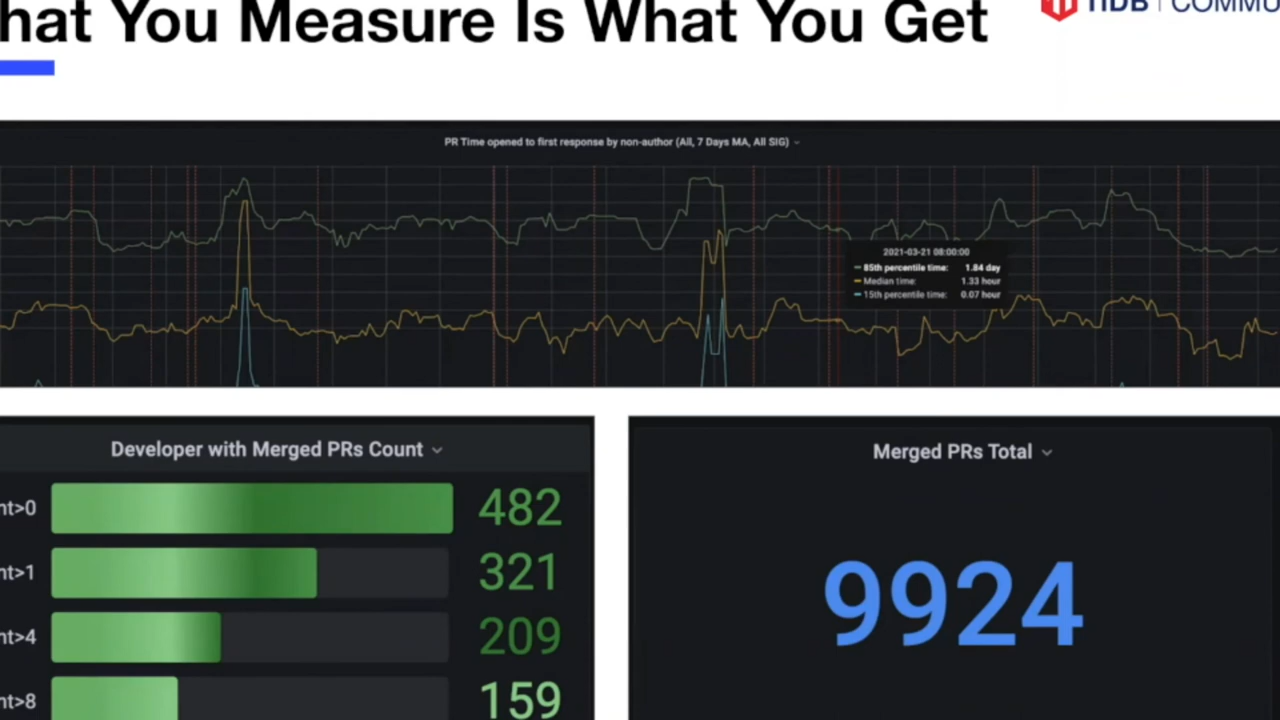 hat You Measure Is What You Get
TiDB | COMMU
PR Time opened to first response by non-author (All, 7 Days MA, All SIG)
2021-03-21 08:00:00
85th percentile time: 1.84 day
Median time: 1.33 hour
15th percentile time: 0.07 hour
Developer with Merged PRs Count
nt>0 482
nt>1 321
nt>4 209
nt>8 159
Merged PRs Total
9924